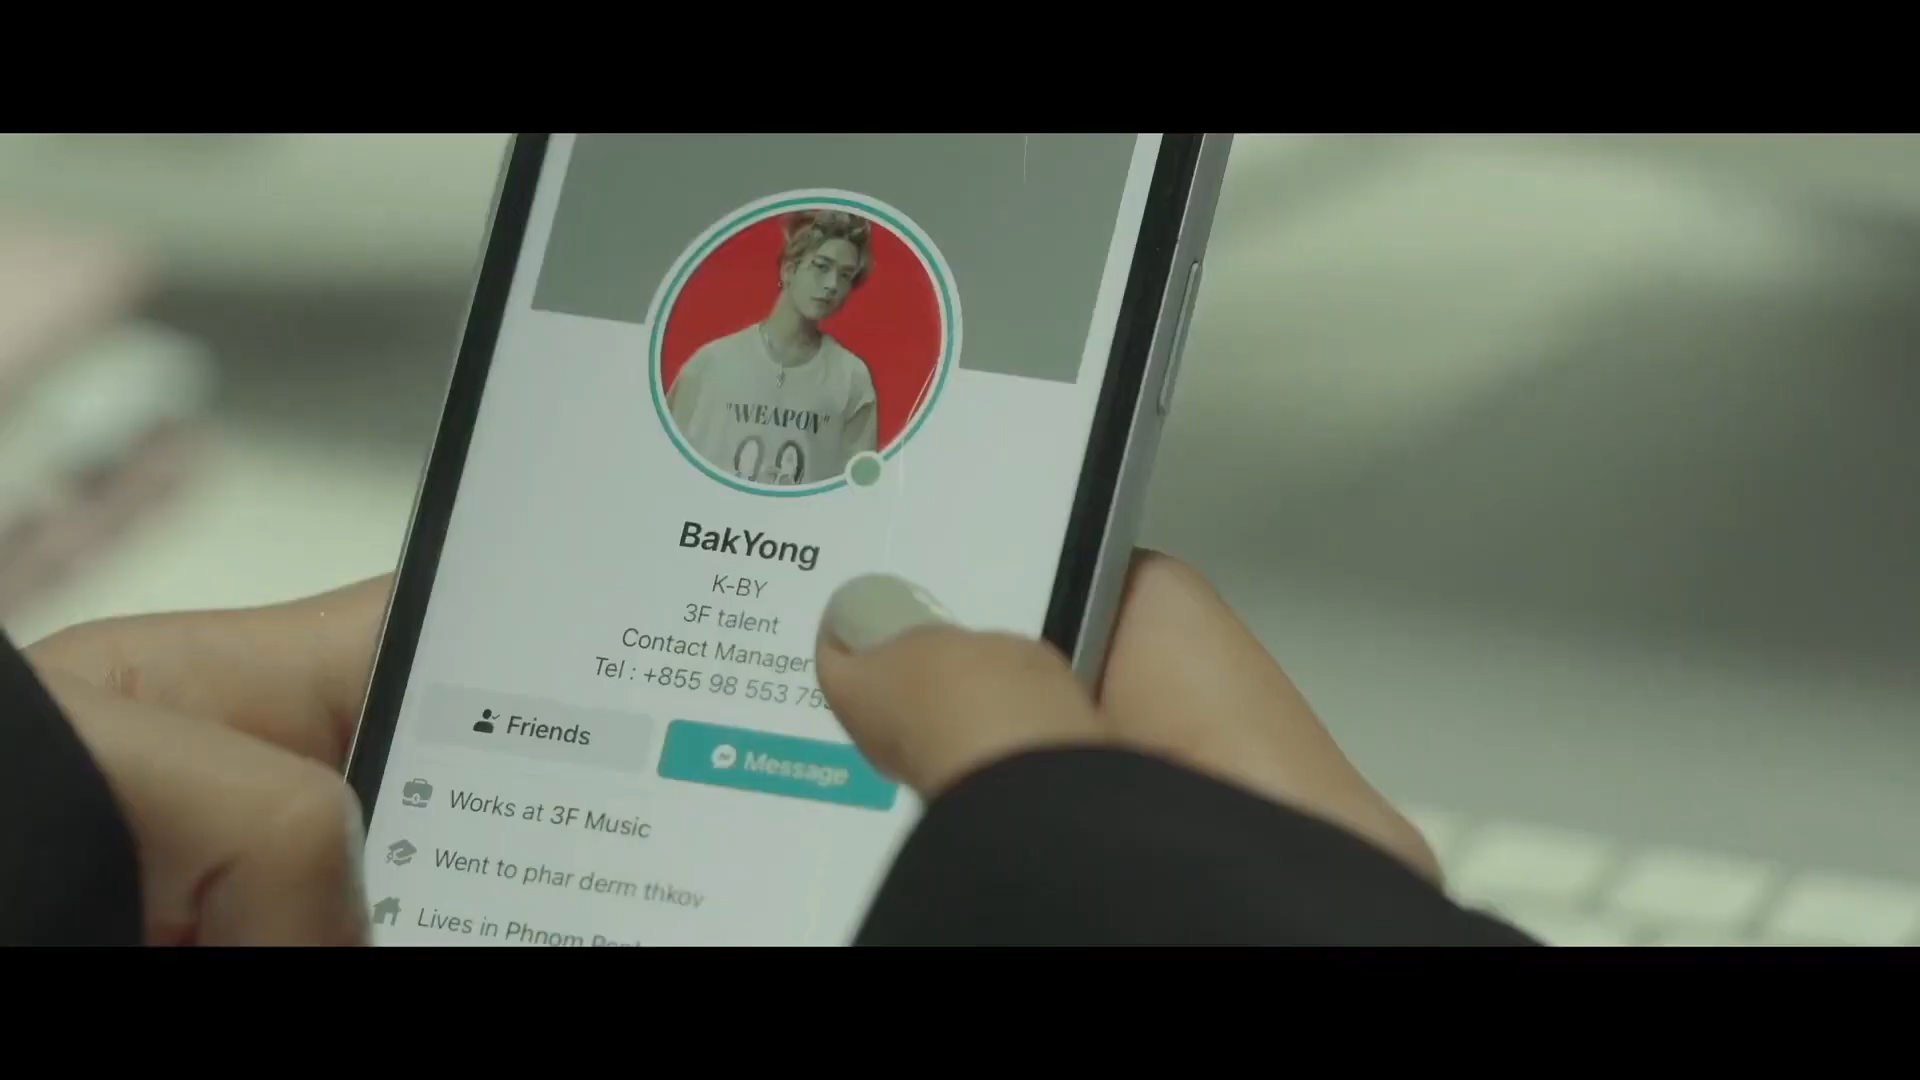 "WEAPON"
BakYong
K-BY
3F talent
Contact Manager
Tel : +855 98 553 75
Friends
Message
Works at 3F Music
Went to phar derm thkov
Lives in Phnom